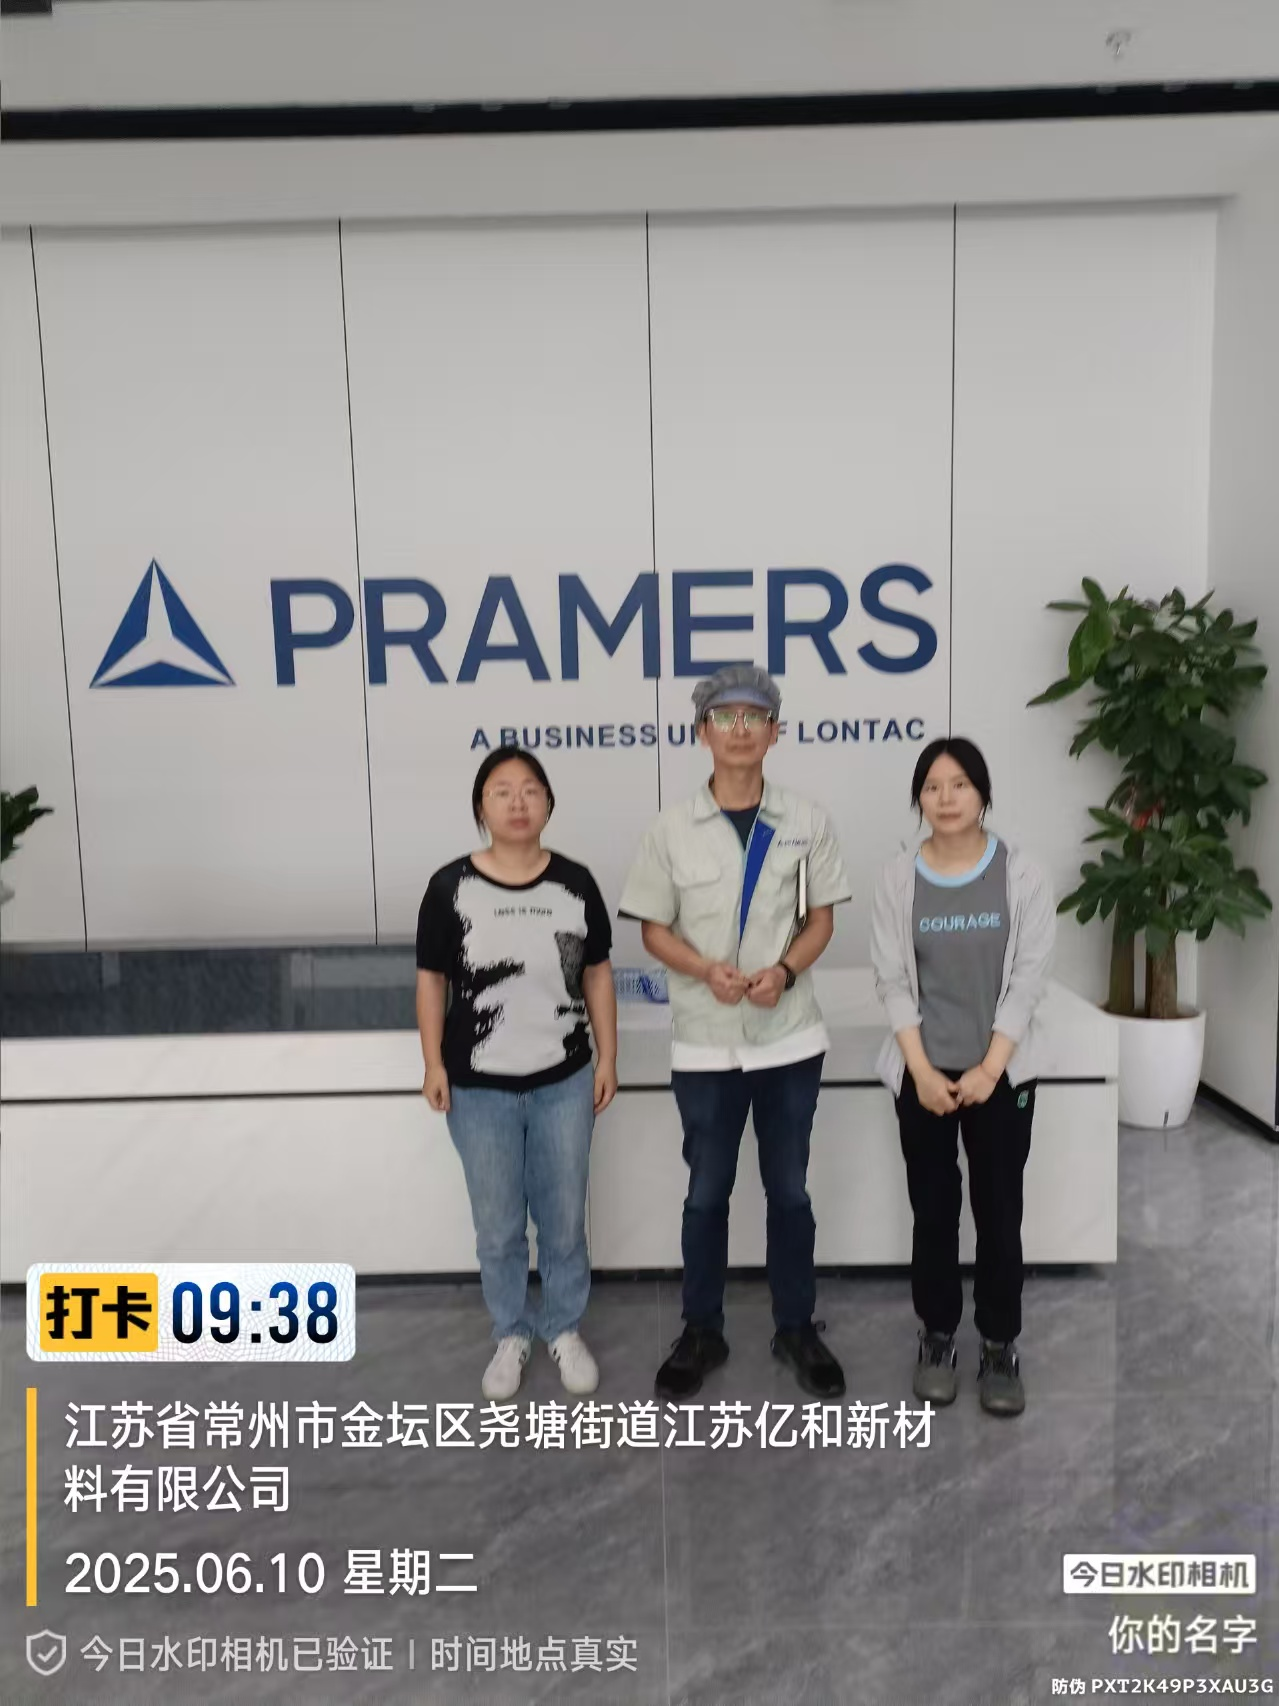 PRAMERS
A BUSINESS UN F LONTAC
COURAGE
打卡 09:38
江苏省常州市金坛区尧塘街道江苏亿和新材
料有限公司
2025.06.10 星期二
今日水印相机已验证 | 时间地点真实
今日水印相机
你的名字
防伪 PXT2K49P3XAU3G